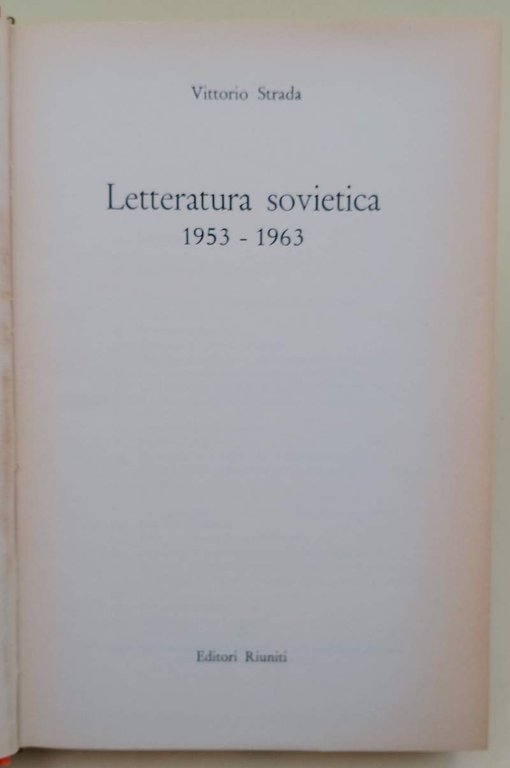 Vittorio Strada
Letteratura sovietica
1953 - 1963
Editori Riuniti